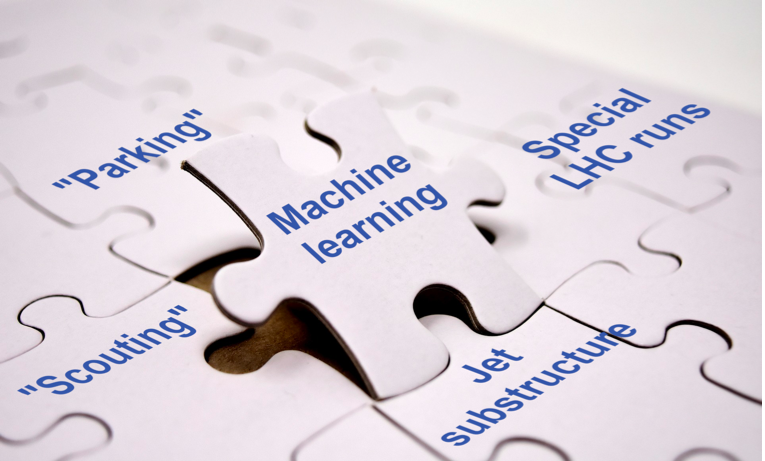 "Parking"
Machine
learning
Special
LHC runs
"Scouting"
Jet
substructure